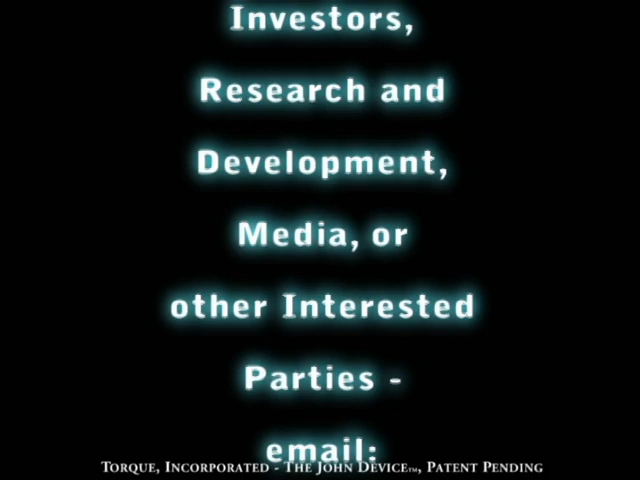 Investors,
Research and
Development,
Media, or
other Interested
Parties -
email:
Torque, Incorporated - The John Device™, Patent Pending